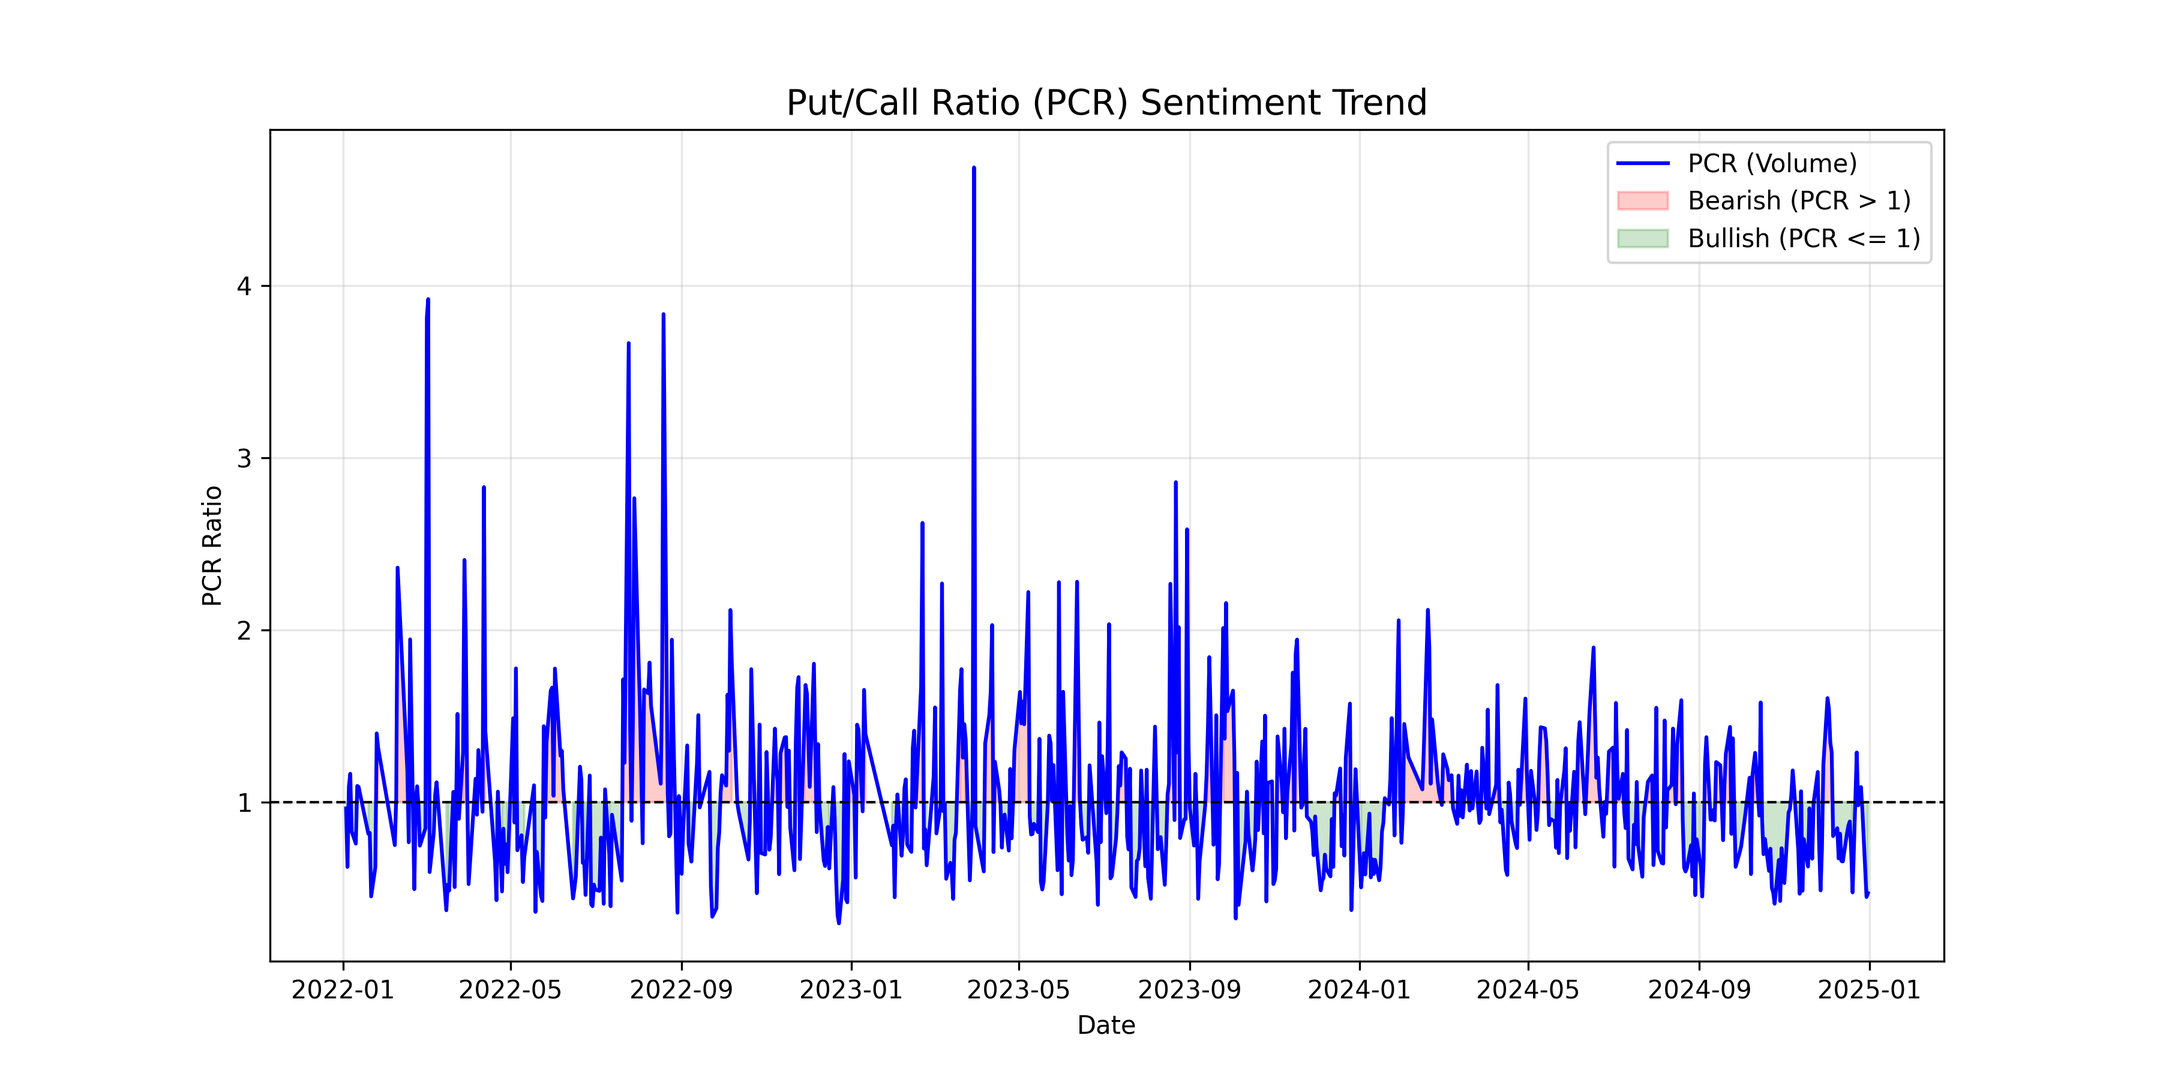 Put/Call Ratio (PCR) Sentiment Trend
PCR (Volume)
Bearish (PCR > 1)
Bullish (PCR <= 1)
PCR Ratio
4
3
2
1
2022-01
2022-05
2022-09
2023-01
2023-05
2023-09
2024-01
2024-05
2024-09
2025-01
Date